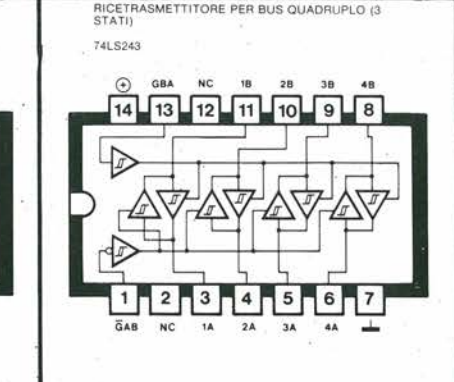 RICETRASMETTITORE PER BUS QUADRUPLO (3
STATI)
74LS243
⊕ GBA NC 1B 2B 3B 4B
14 13 12 11 10 9 8
1 2 3 4 5 6 7
G̅AB NC 1A 2A 3A 4A